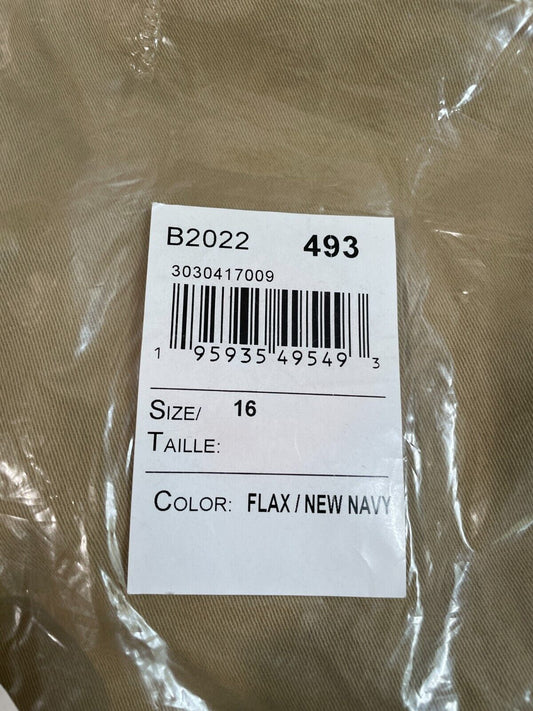 B2022 493
3030417009
1 95935 49549 3
SIZE/ 16
TAILLE:
COLOR: FLAX / NEW NAVY